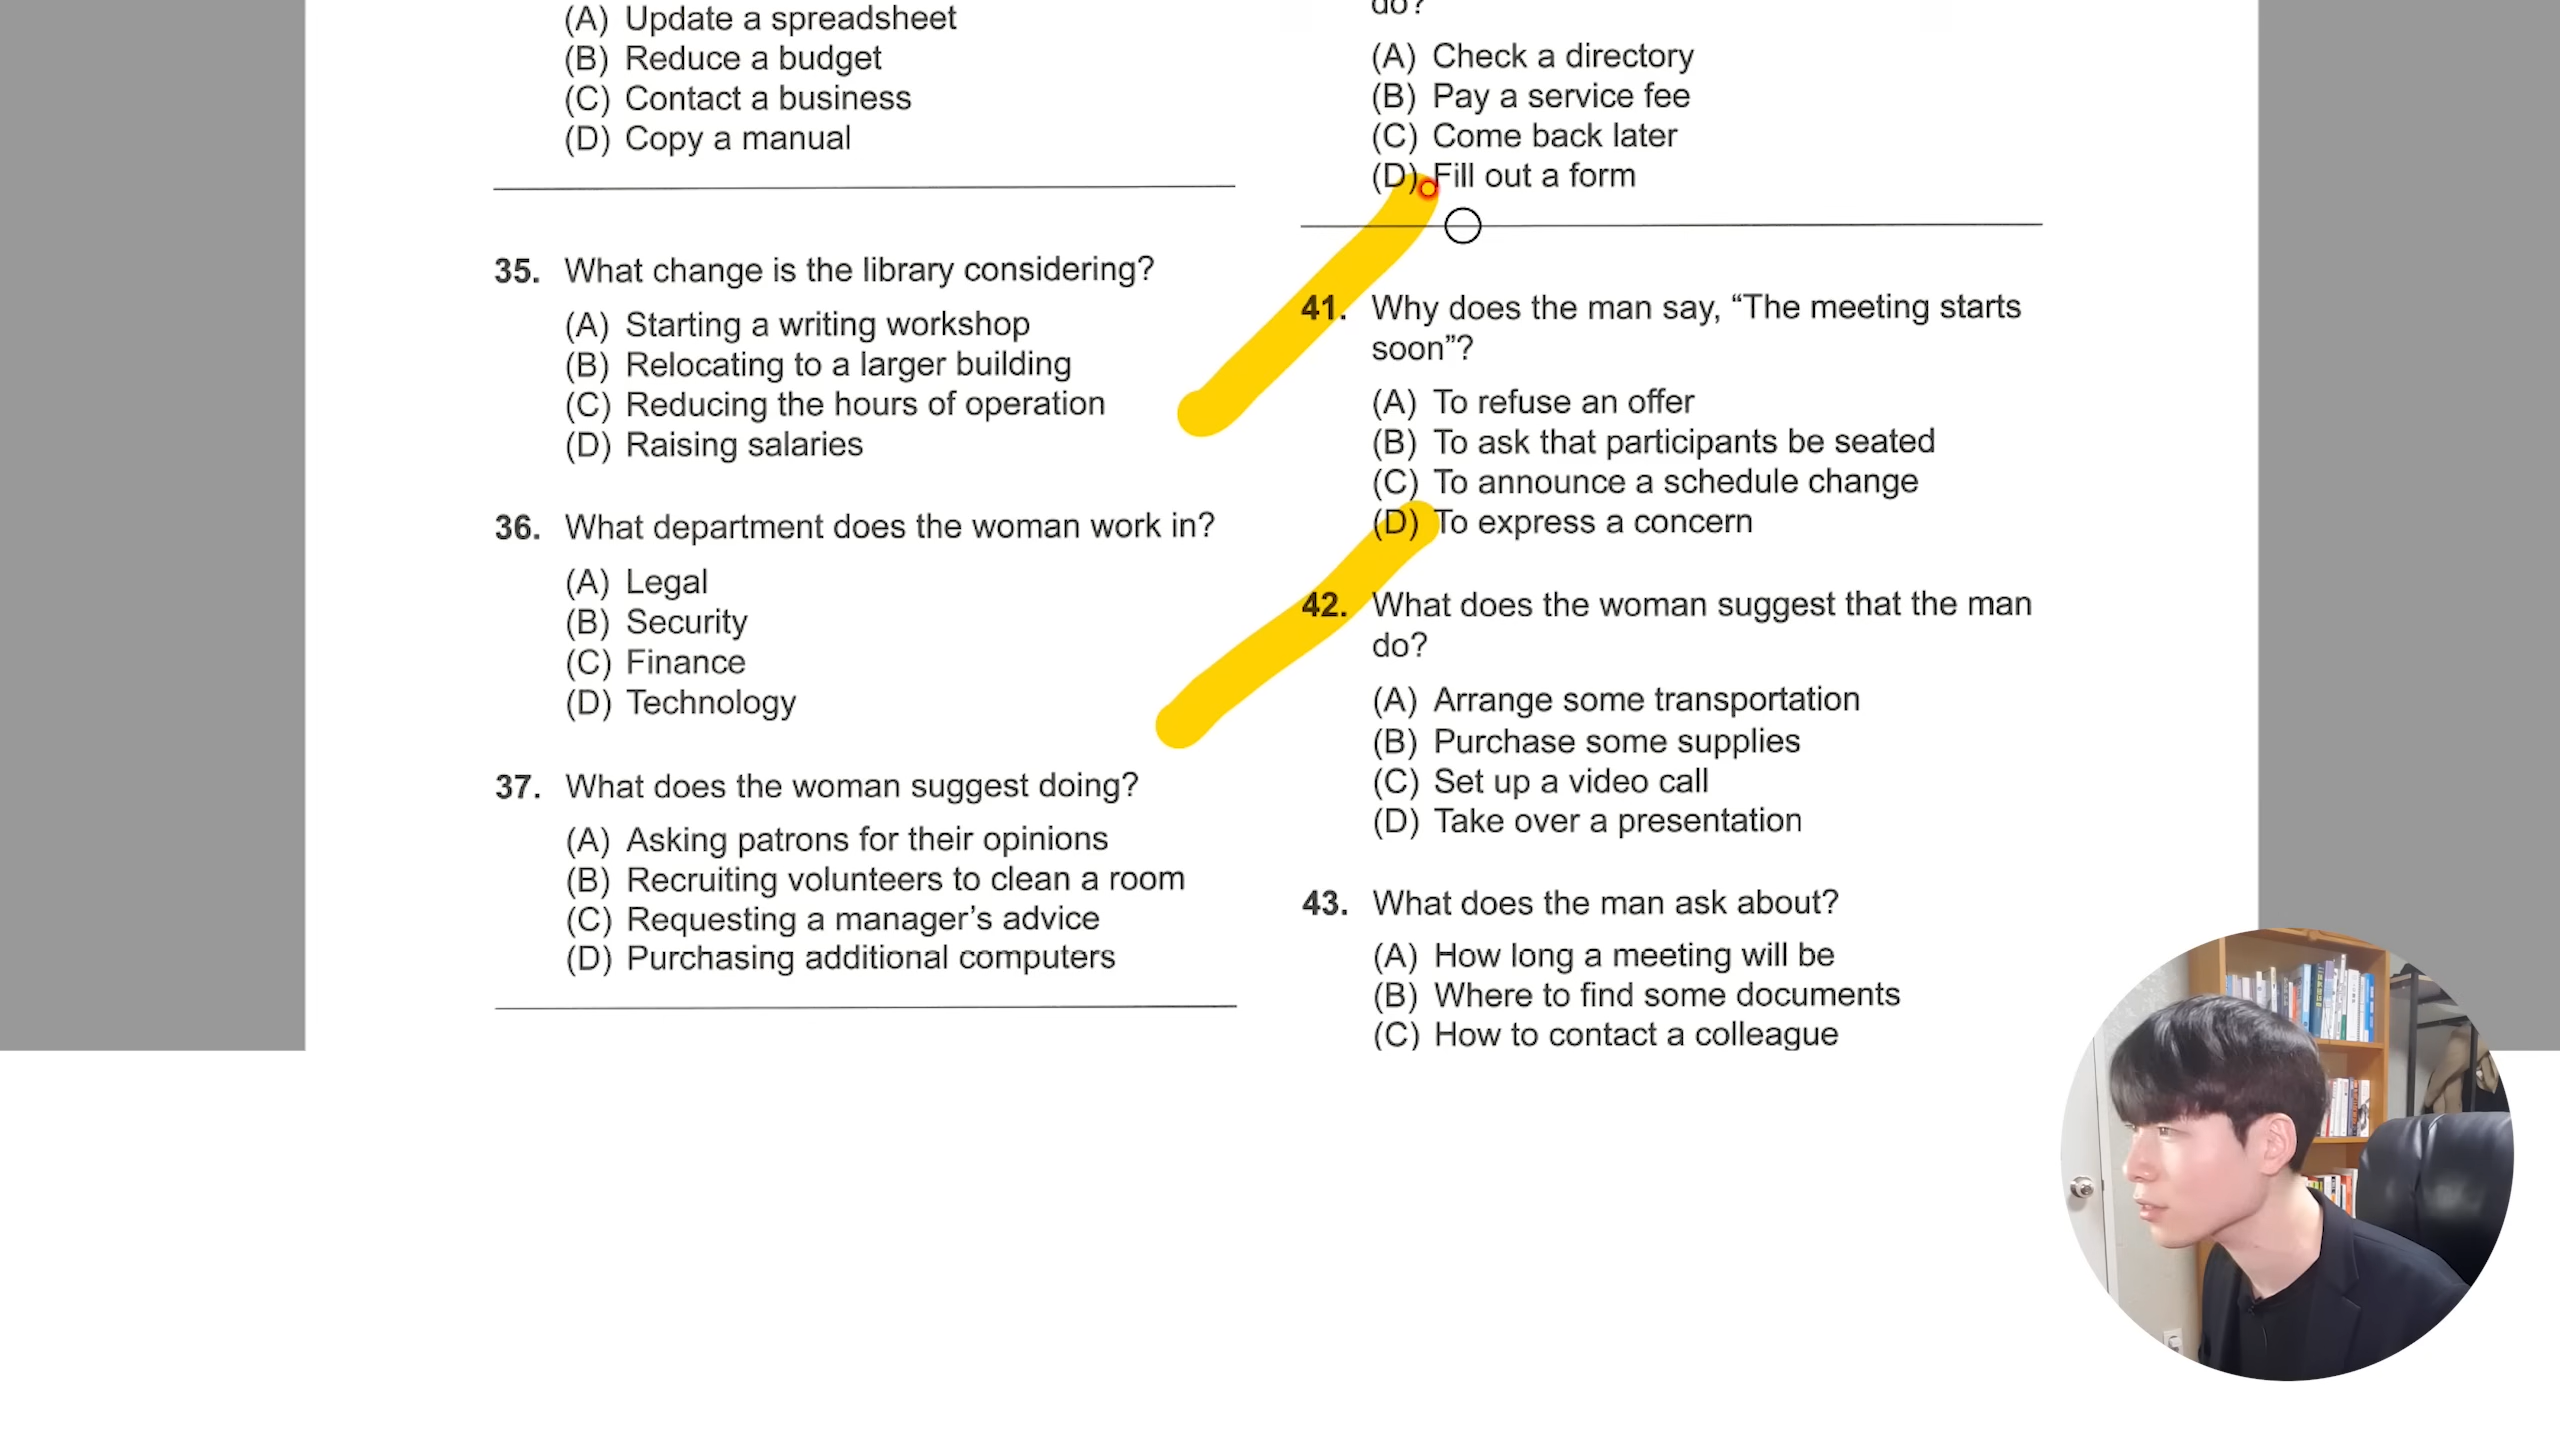 (A) Update a spreadsheet
(B) Reduce a budget
(C) Contact a business
(D) Copy a manual
35. What change is the library considering?
(A) Starting a writing workshop
(B) Relocating to a larger building
(C) Reducing the hours of operation
(D) Raising salaries
36. What department does the woman work in?
(A) Legal
(B) Security
(C) Finance
(D) Technology
37. What does the woman suggest doing?
(A) Asking patrons for their opinions
(B) Recruiting volunteers to clean a room
(C) Requesting a manager’s advice
(D) Purchasing additional computers
do?
(A) Check a directory
(B) Pay a service fee
(C) Come back later
(D) Fill out a form
41. Why does the man say, “The meeting starts
soon”?
(A) To refuse an offer
(B) To ask that participants be seated
(C) To announce a schedule change
(D) To express a concern
42. What does the woman suggest that the man
do?
(A) Arrange some transportation
(B) Purchase some supplies
(C) Set up a video call
(D) Take over a presentation
43. What does the man ask about?
(A) How long a meeting will be
(B) Where to find some documents
(C) How to contact a colleague